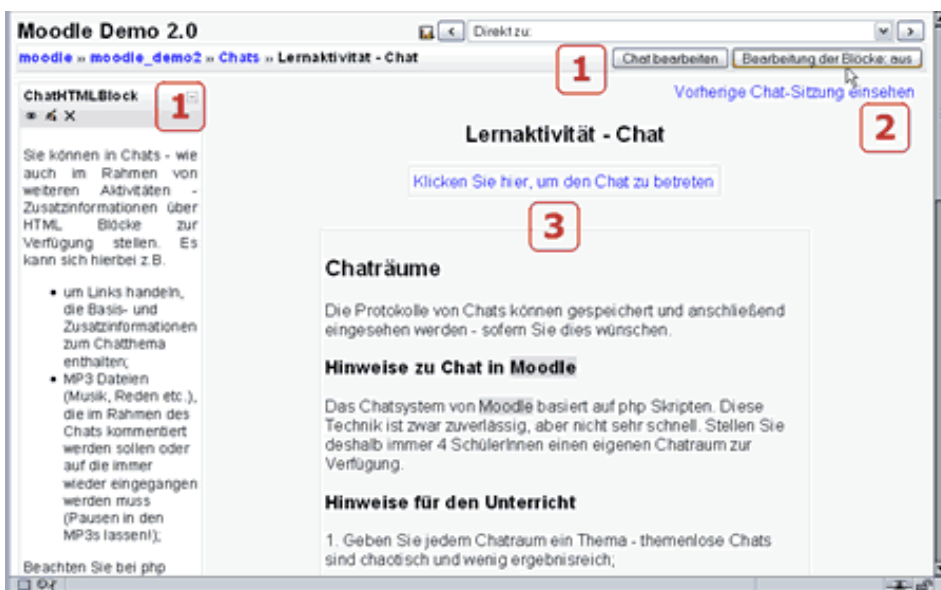 Moodle Demo 2.0
Direkt zu:
moodle » moodle_demo2 » Chats » Lernaktivität - Chat
1
Chat bearbeiten
Bearbeitung der Blöcke: aus
ChatHTMLBlock
1
Vorherige Chat-Sitzung einsehen
2
Lernaktivität - Chat
Klicken Sie hier, um den Chat zu betreten
3
Sie können in Chats - wie
auch im Rahmen von
weiteren Aktivitäten -
Zusatzinformationen über
HTML Blöcke zur
Verfügung stellen. Es
kann sich hierbei z.B.
um Links handeln,
die Basis- und
Zusatzinformationen
zum Chatthema
enthalten;
MP3 Dateien
(Musik, Reden etc.),
die im Rahmen des
Chats kommentiert
werden sollen oder
auf die immer
wieder eingegangen
werden muss
(Pausen in den
MP3s lassen!);
Beachten Sie bei php
Chaträume
Die Protokolle von Chats können gespeichert und anschließend
eingesehen werden - sofern Sie dies wünschen.
Hinweise zu Chat in Moodle
Das Chatsystem von Moodle basiert auf php Skripten. Diese
Technik ist zwar zuverlässig, aber nicht sehr schnell. Stellen Sie
deshalb immer 4 SchülerInnen einen eigenen Chatraum zur
Verfügung.
Hinweise für den Unterricht
1. Geben Sie jedem Chatraum ein Thema - themenlose Chats
sind chaotisch und wenig ergebnisreich;